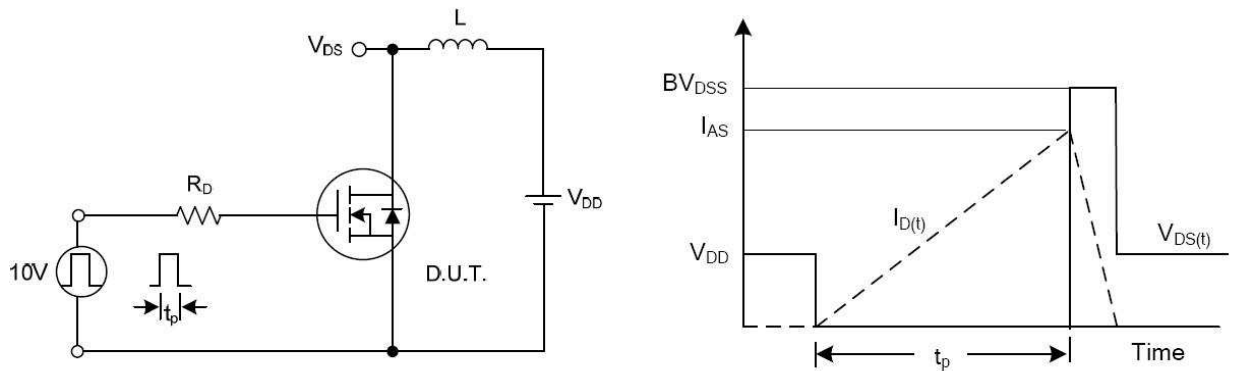 L
VDS
RD
VDD
10V
tp
D.U.T.
BVDSS
IAS
ID(t)
VDD
VDS(t)
tp
Time